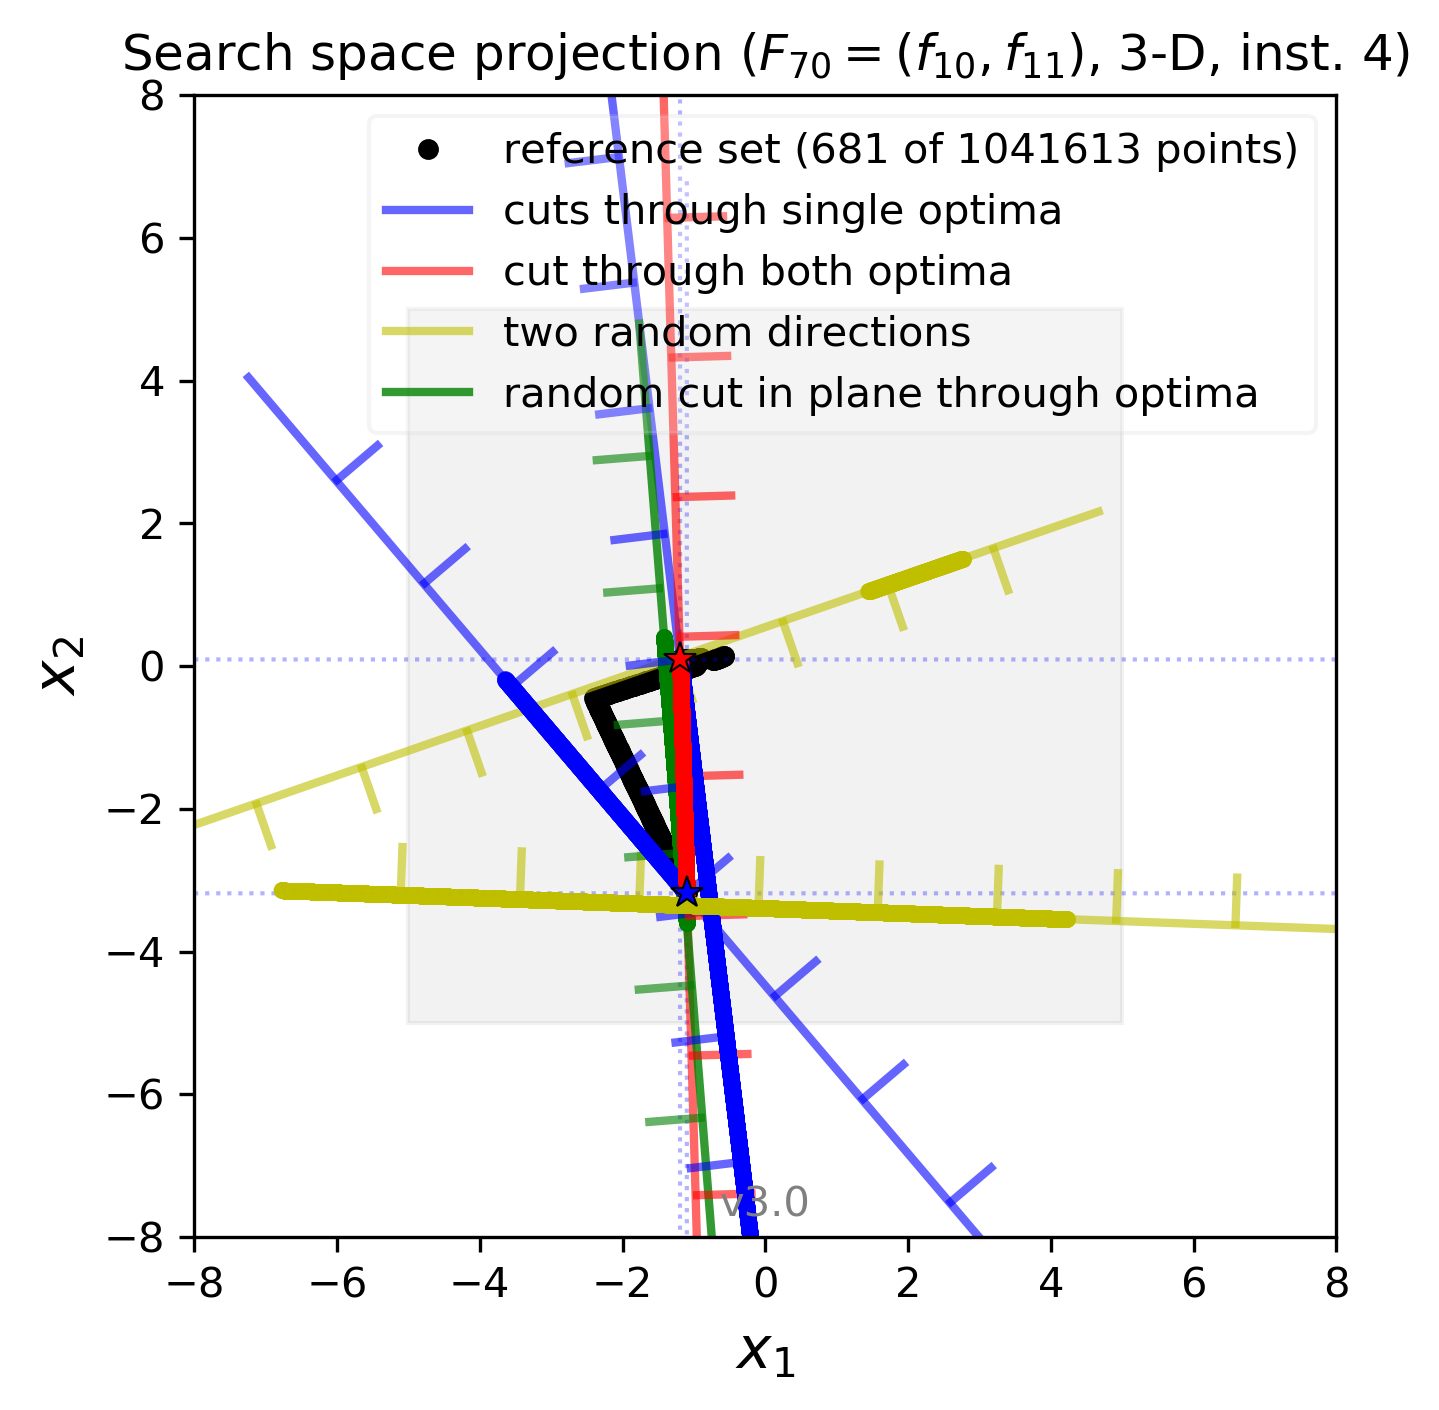 Search space projection (F₇₀ = (f₁₀, f₁₁), 3-D, inst. 4)
8
reference set (681 of 1041613 points)
cuts through single optima
6
cut through both optima
two random directions
4
random cut in plane through optima
2
0
−2
−4
−6
−8
x₂
v3.0
−8 −6 −4 −2 0 2 4 6 8
x₁